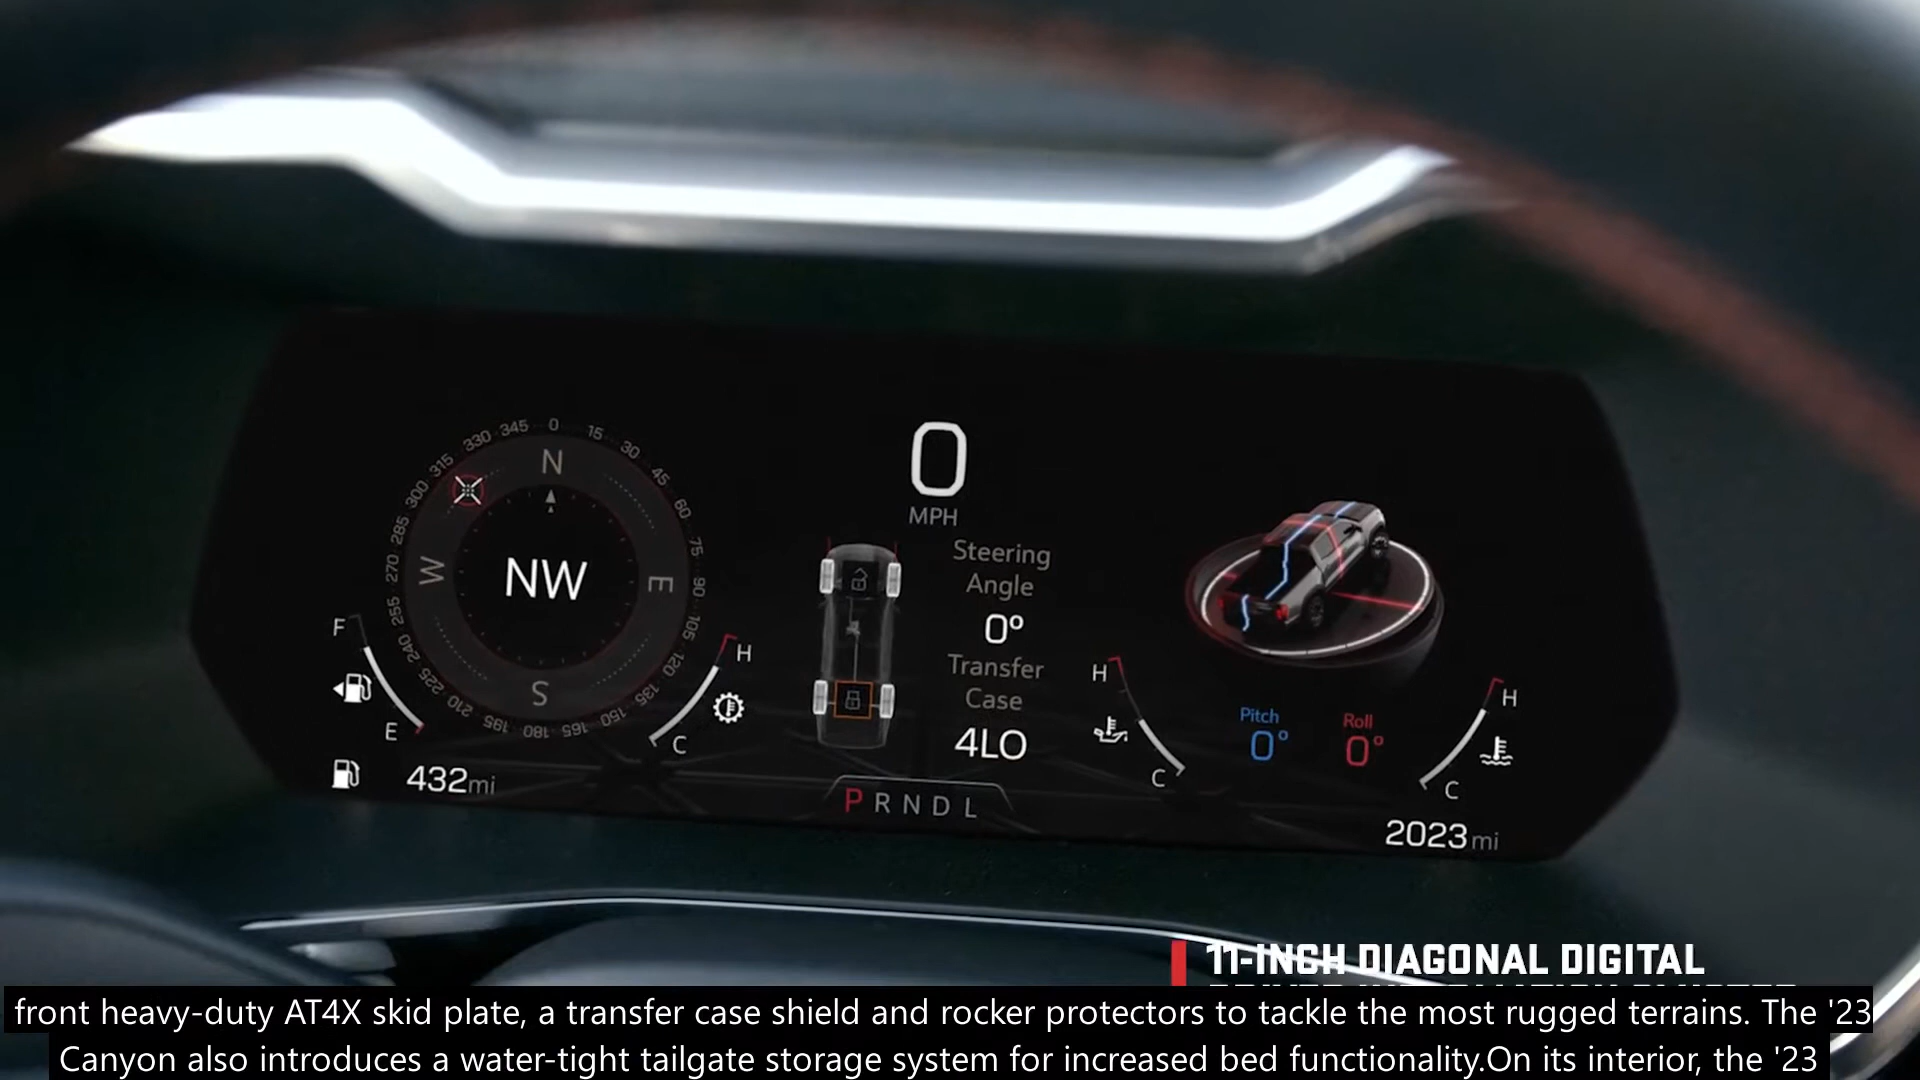 0 15 30 45 60 75 90 105 120 135 150 165 180 195 210 225 240 255 270 285 300 315 330 345
N
W
NW
E
S
F
E
H
C
432mi
0
MPH
Steering
Angle
0°
Transfer
Case
4LO
P R N D L
H
C
Pitch
0°
Roll
0°
H
C
2023mi
11-INCH DIAGONAL DIGITAL
front heavy-duty AT4X skid plate, a transfer case shield and rocker protectors to tackle the most rugged terrains. The '23
Canyon also introduces a water-tight tailgate storage system for increased bed functionality.On its interior, the '23